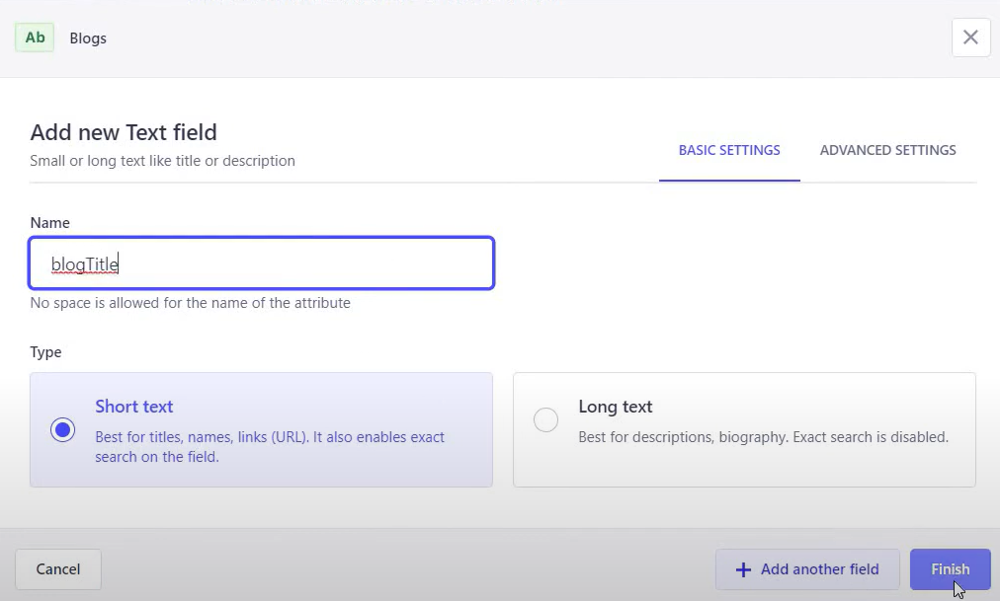 Ab Blogs
Add new Text field
Small or long text like title or description
BASIC SETTINGS ADVANCED SETTINGS
Name
blogTitle
No space is allowed for the name of the attribute
Type
Short text
Best for titles, names, links (URL). It also enables exact
search on the field.
Long text
Best for descriptions, biography. Exact search is disabled.
Cancel + Add another field Finish